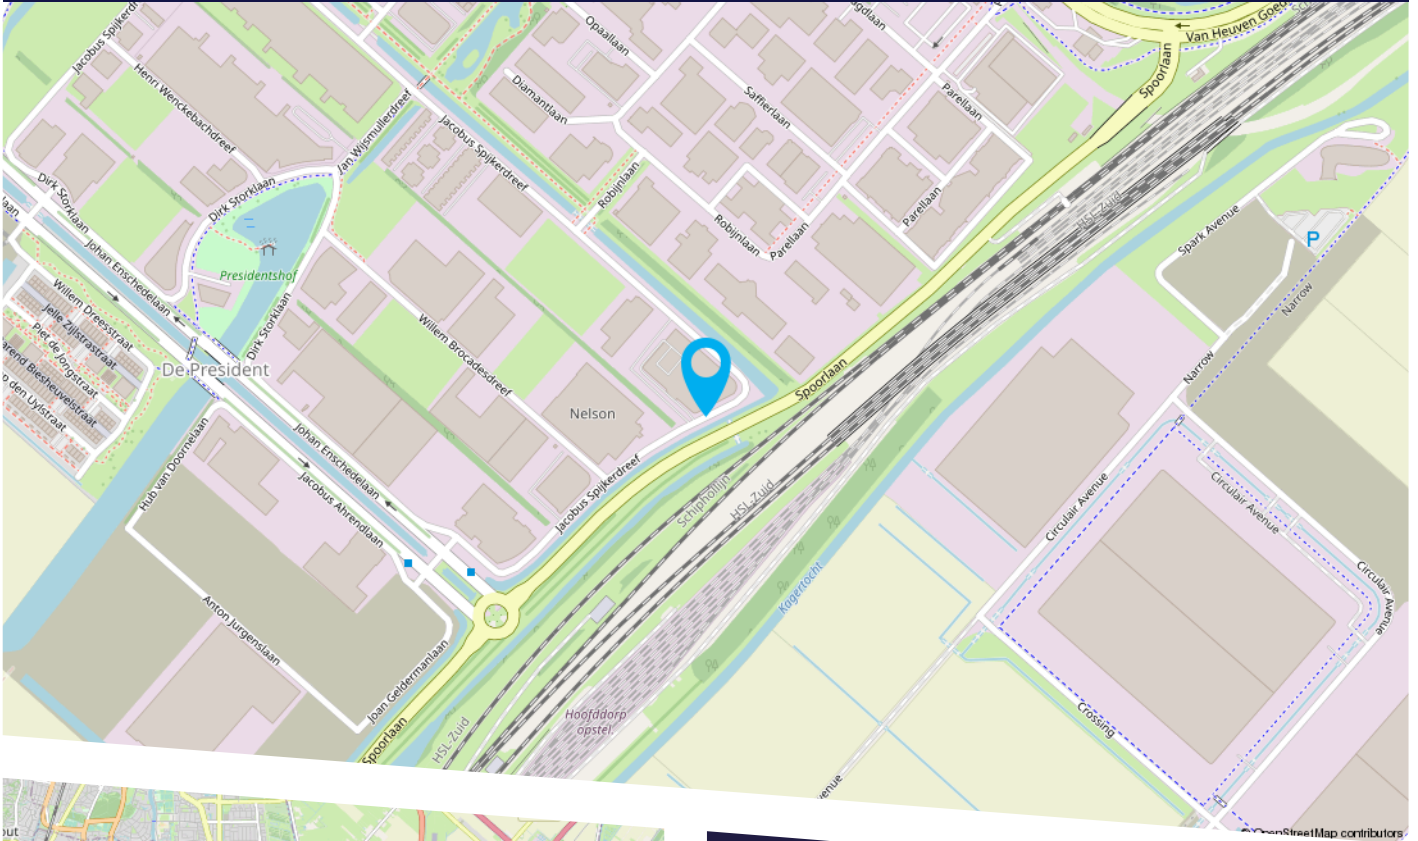 Jacobus Spijkerdr
Opaallaan
Van Heuven Goed
Spoorlaan
Henri Wenckebachdreef
Diamantlaan
Saffierlaan
Parellaan
Jan Wijsmullerdreef
Jacobus Spijkerdreef
Dirk Storklaan
Dirk Storklaan
Robijnlaan
Parellaan
HSL-Zuid
Robijnlaan
Parellaan
Spark Avenue
P
Johan Enschedelaan
Presidentshof
Willem Dreesstraat
Jelle Zijlstrastraat
Piet de Jongstraat
arend Biesheuvelstraat
p den Uylstraat
Dirk Storklaan
De President
Willem Brocadesdreef
Narrow
Narrow
Spoorlaan
Nelson
Hub van Doornelaan
Johan Enschedelaan
Jacobus Ahrendlaan
Jacobus Spijkerdreef
Schiphollijn
HSL-Zuid
Circulair Avenue
Circulair Avenue
Circulair Avenue
Kagertocht
Anton Jurgenslaan
Joan Geldermanlaan
Spoorlaan
HSL-Zuid
Hoofddorp
opstel.
Crossing
venue
out
© OpenStreetMap contributors